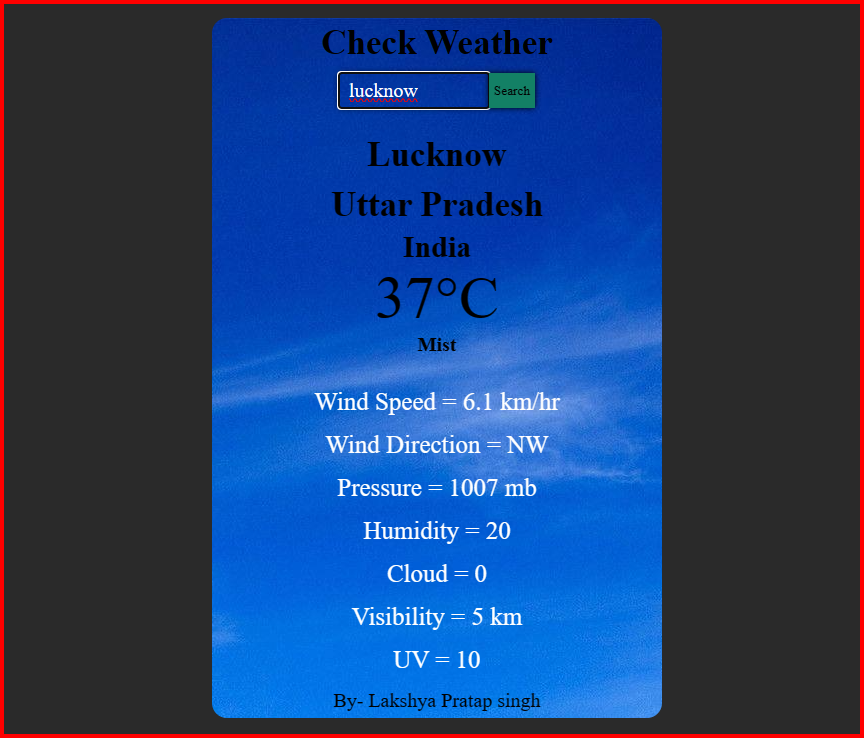 Check Weather
lucknow Search
Lucknow
Uttar Pradesh
India
37°C
Mist
Wind Speed = 6.1 km/hr
Wind Direction = NW
Pressure = 1007 mb
Humidity = 20
Cloud = 0
Visibility = 5 km
UV = 10
By- Lakshya Pratap singh